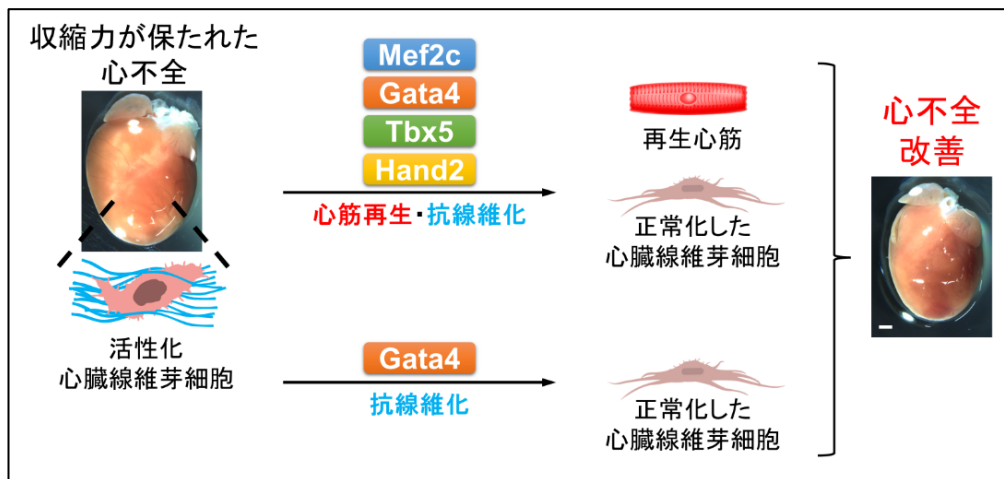 収縮力が保たれた
心不全
活性化
心臓線維芽細胞
Mef2c
Gata4
Tbx5
Hand2
心筋再生・抗線維化
再生心筋
正常化した
心臓線維芽細胞
Gata4
抗線維化
正常化した
心臓線維芽細胞
心不全
改善